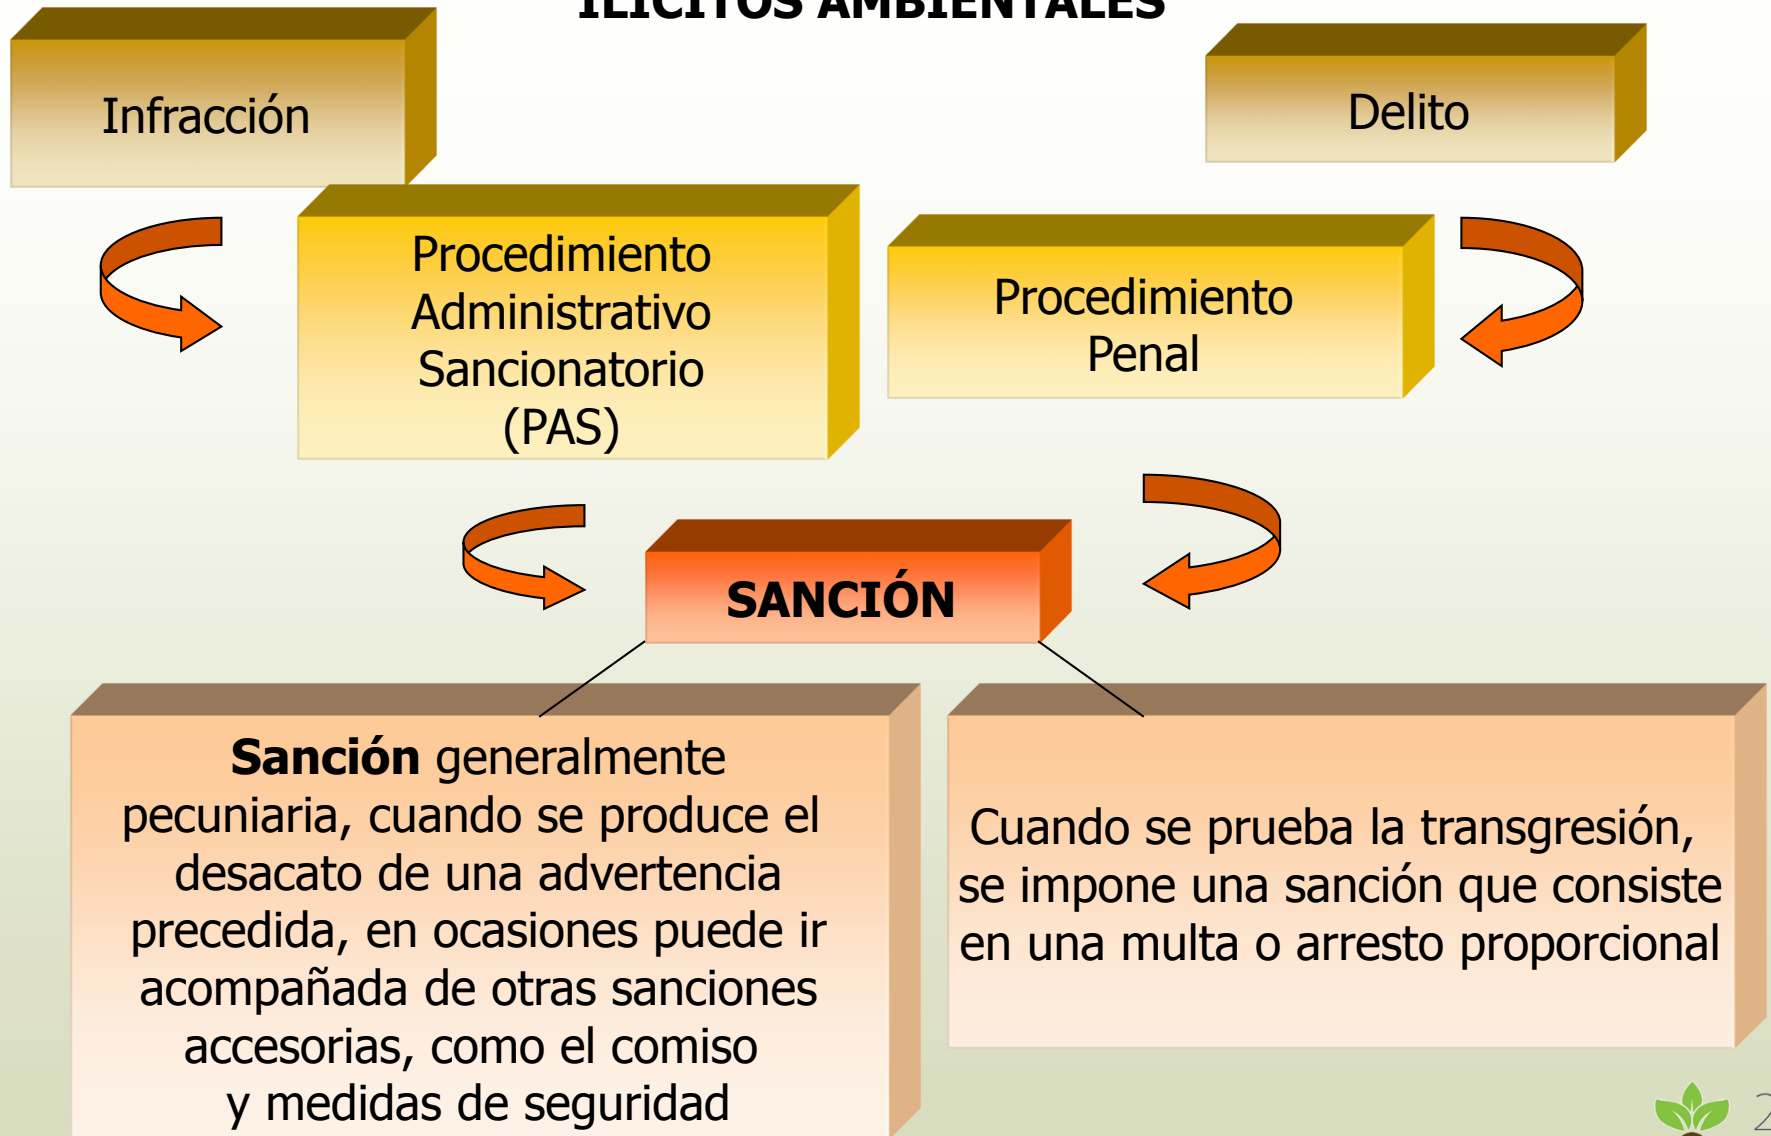 ILICITOS AMBIENTALES
Infracción
Delito
Procedimiento
Administrativo
Sancionatorio
(PAS)
Procedimiento
Penal
SANCIÓN
Sanción generalmente
pecuniaria, cuando se produce el
desacato de una advertencia
precedida, en ocasiones puede ir
acompañada de otras sanciones
accesorias, como el comiso
y medidas de seguridad
Cuando se prueba la transgresión,
se impone una sanción que consiste
en una multa o arresto proporcional